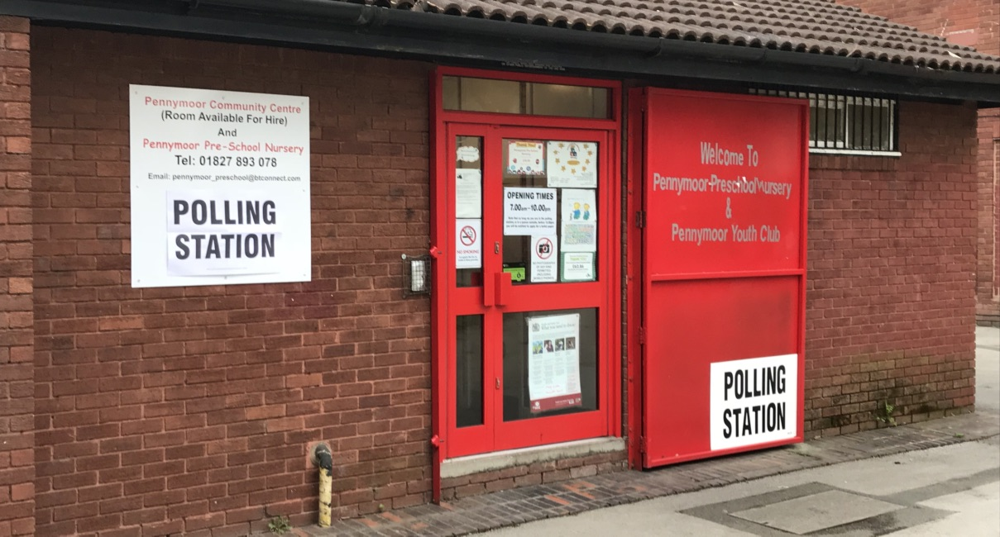 Pennymoor Community Centre
(Room Available For Hire)
And
Pennymoor Pre-School Nursery
Tel: 01827 893 078
Email: pennymoor_preschool@btconnect.com
POLLING
STATION
OPENING TIMES
7.00am-10.00pm
NO SMOKING
Welcome To
Pennymoor Preschool Nursery
&
Pennymoor Youth Club
POLLING
STATION